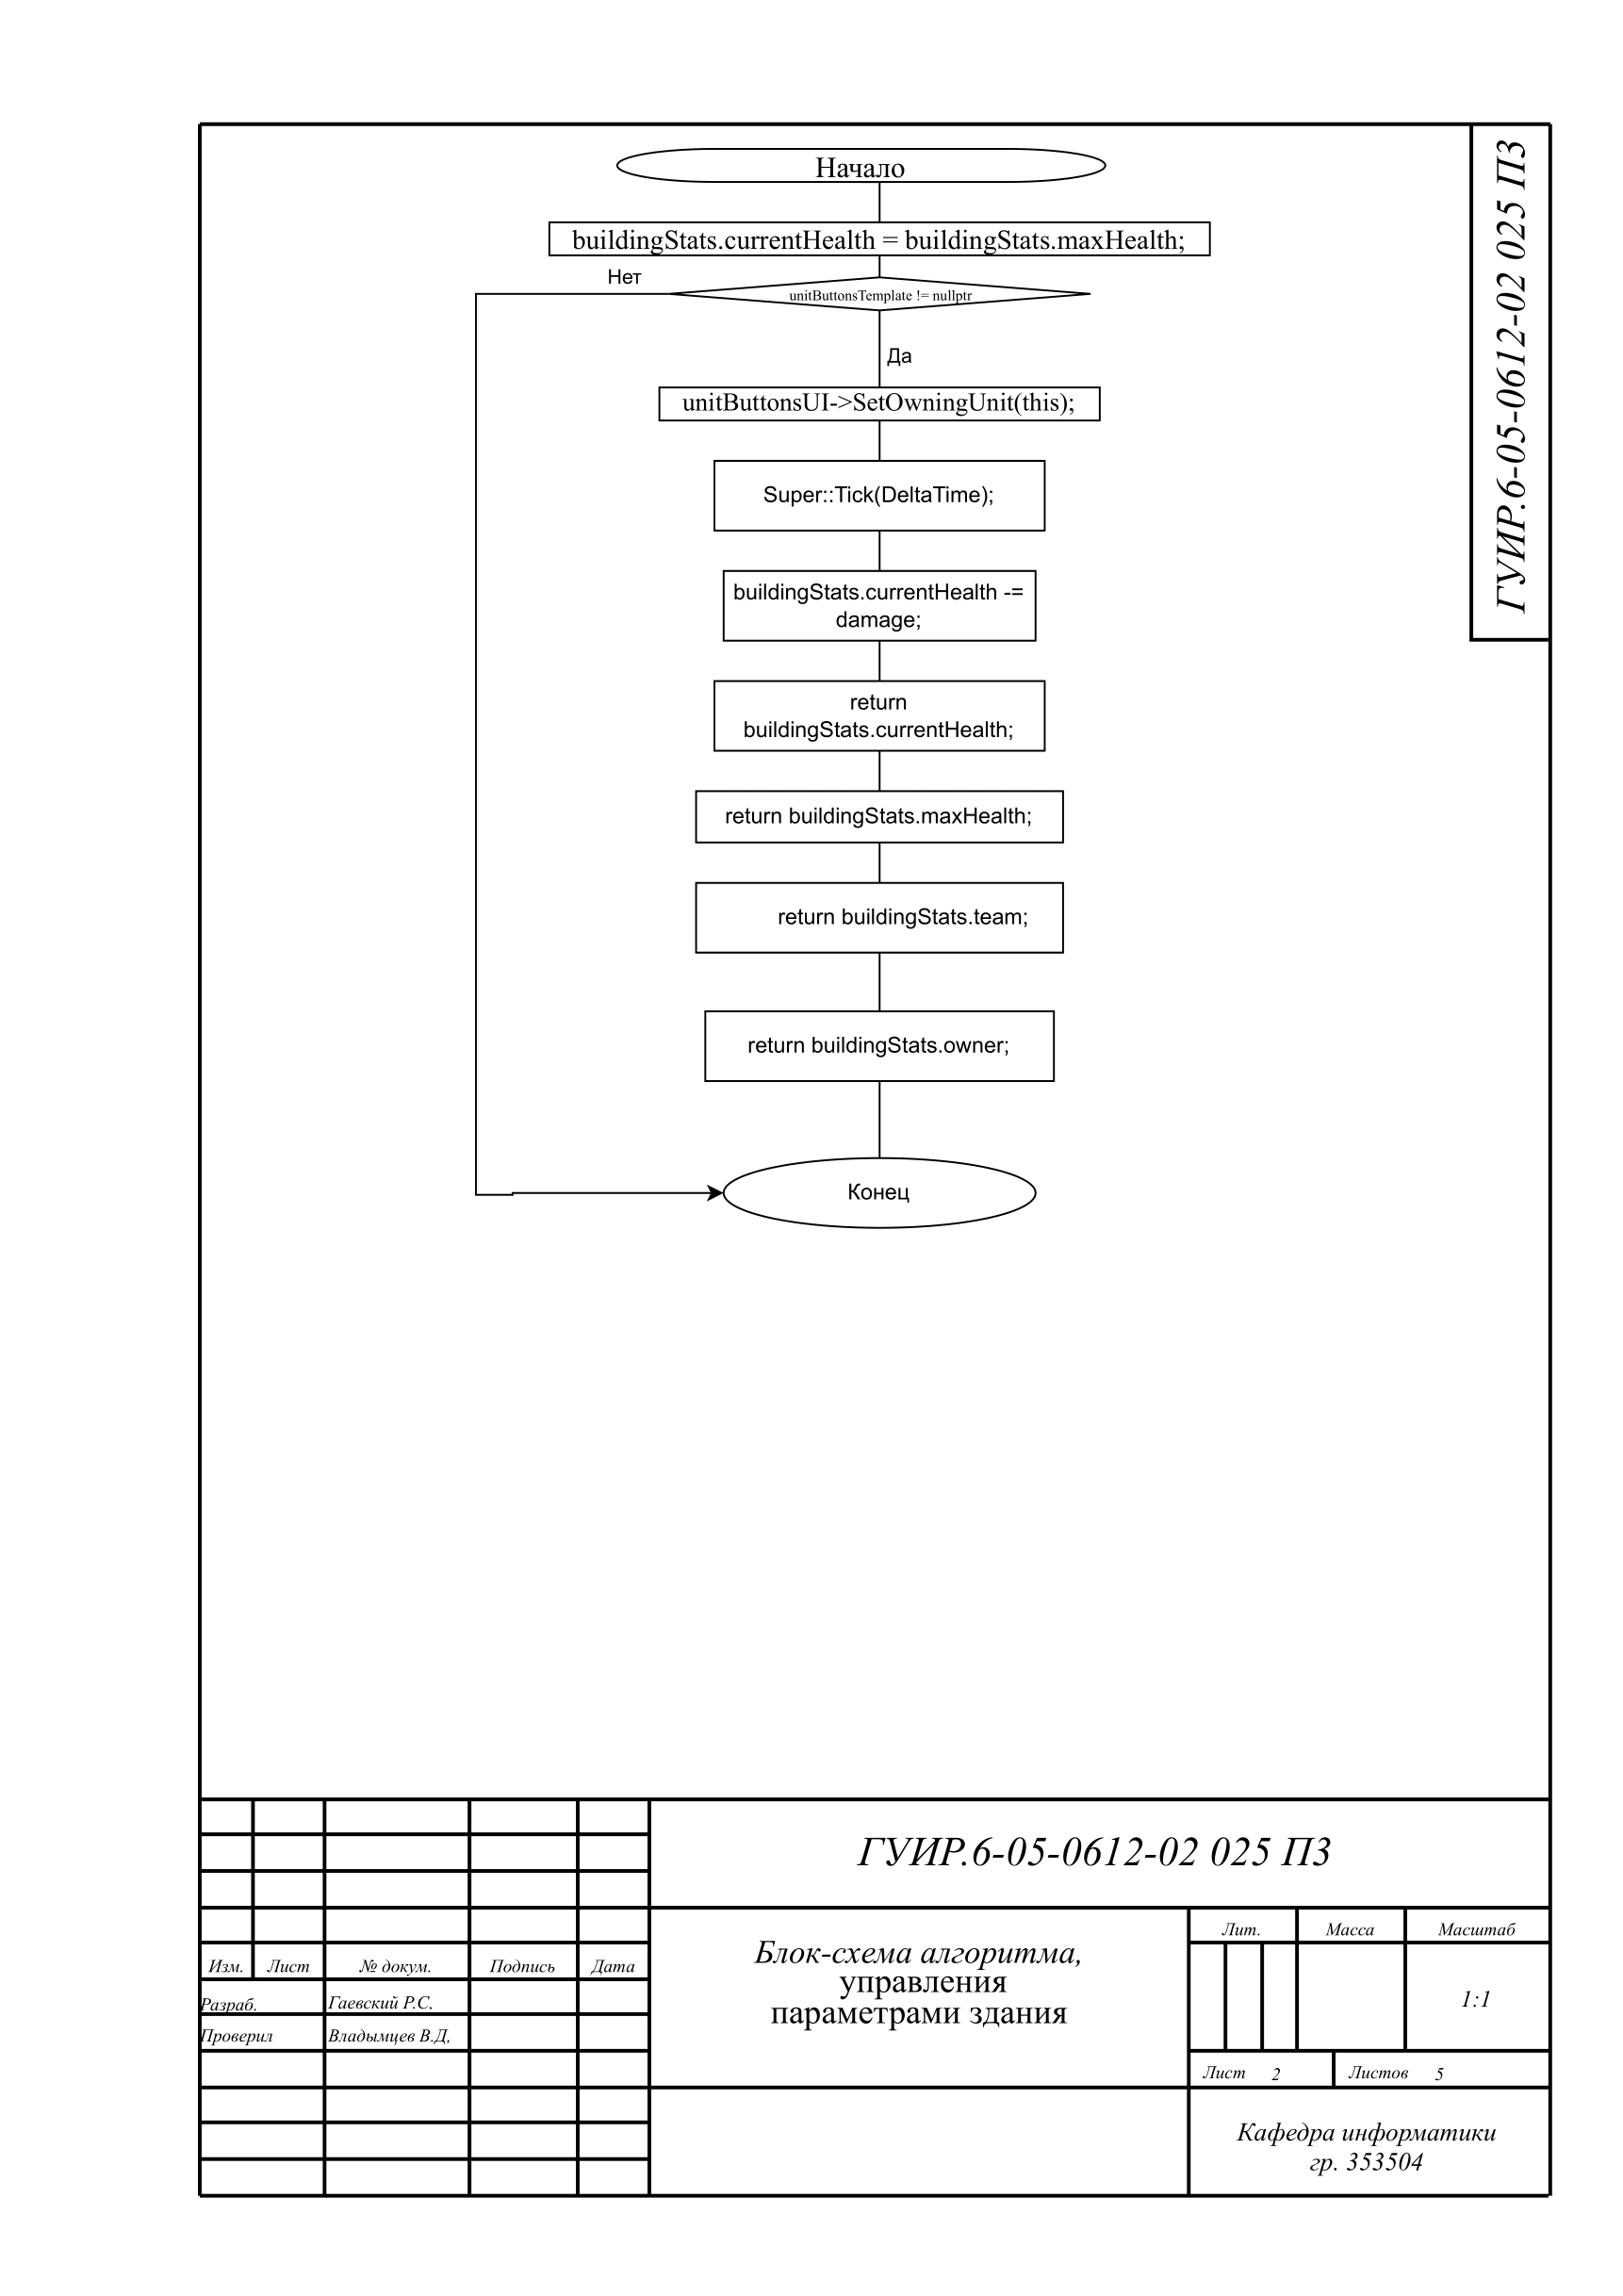 Начало
buildingStats.currentHealth = buildingStats.maxHealth;
Нет
unitButtonsTemplate != nullptr
Да
unitButtonsUI->SetOwningUnit(this);
Super::Tick(DeltaTime);
buildingStats.currentHealth -=
damage;
return
buildingStats.currentHealth;
return buildingStats.maxHealth;
return buildingStats.team;
return buildingStats.owner;
Конец
ГУИР.6-05-0612-02 025 ПЗ
ГУИР.6-05-0612-02 025 ПЗ
Изм. Лист № докум. Подпись Дата
Разраб. Гаевский Р.С.
Проверил Владымцев В.Д,
Блок-схема алгоритма,
управления
параметрами здания
Лит. Масса Масштаб
1:1
Лист 2 Листов 5
Кафедра информатики
гр. 353504